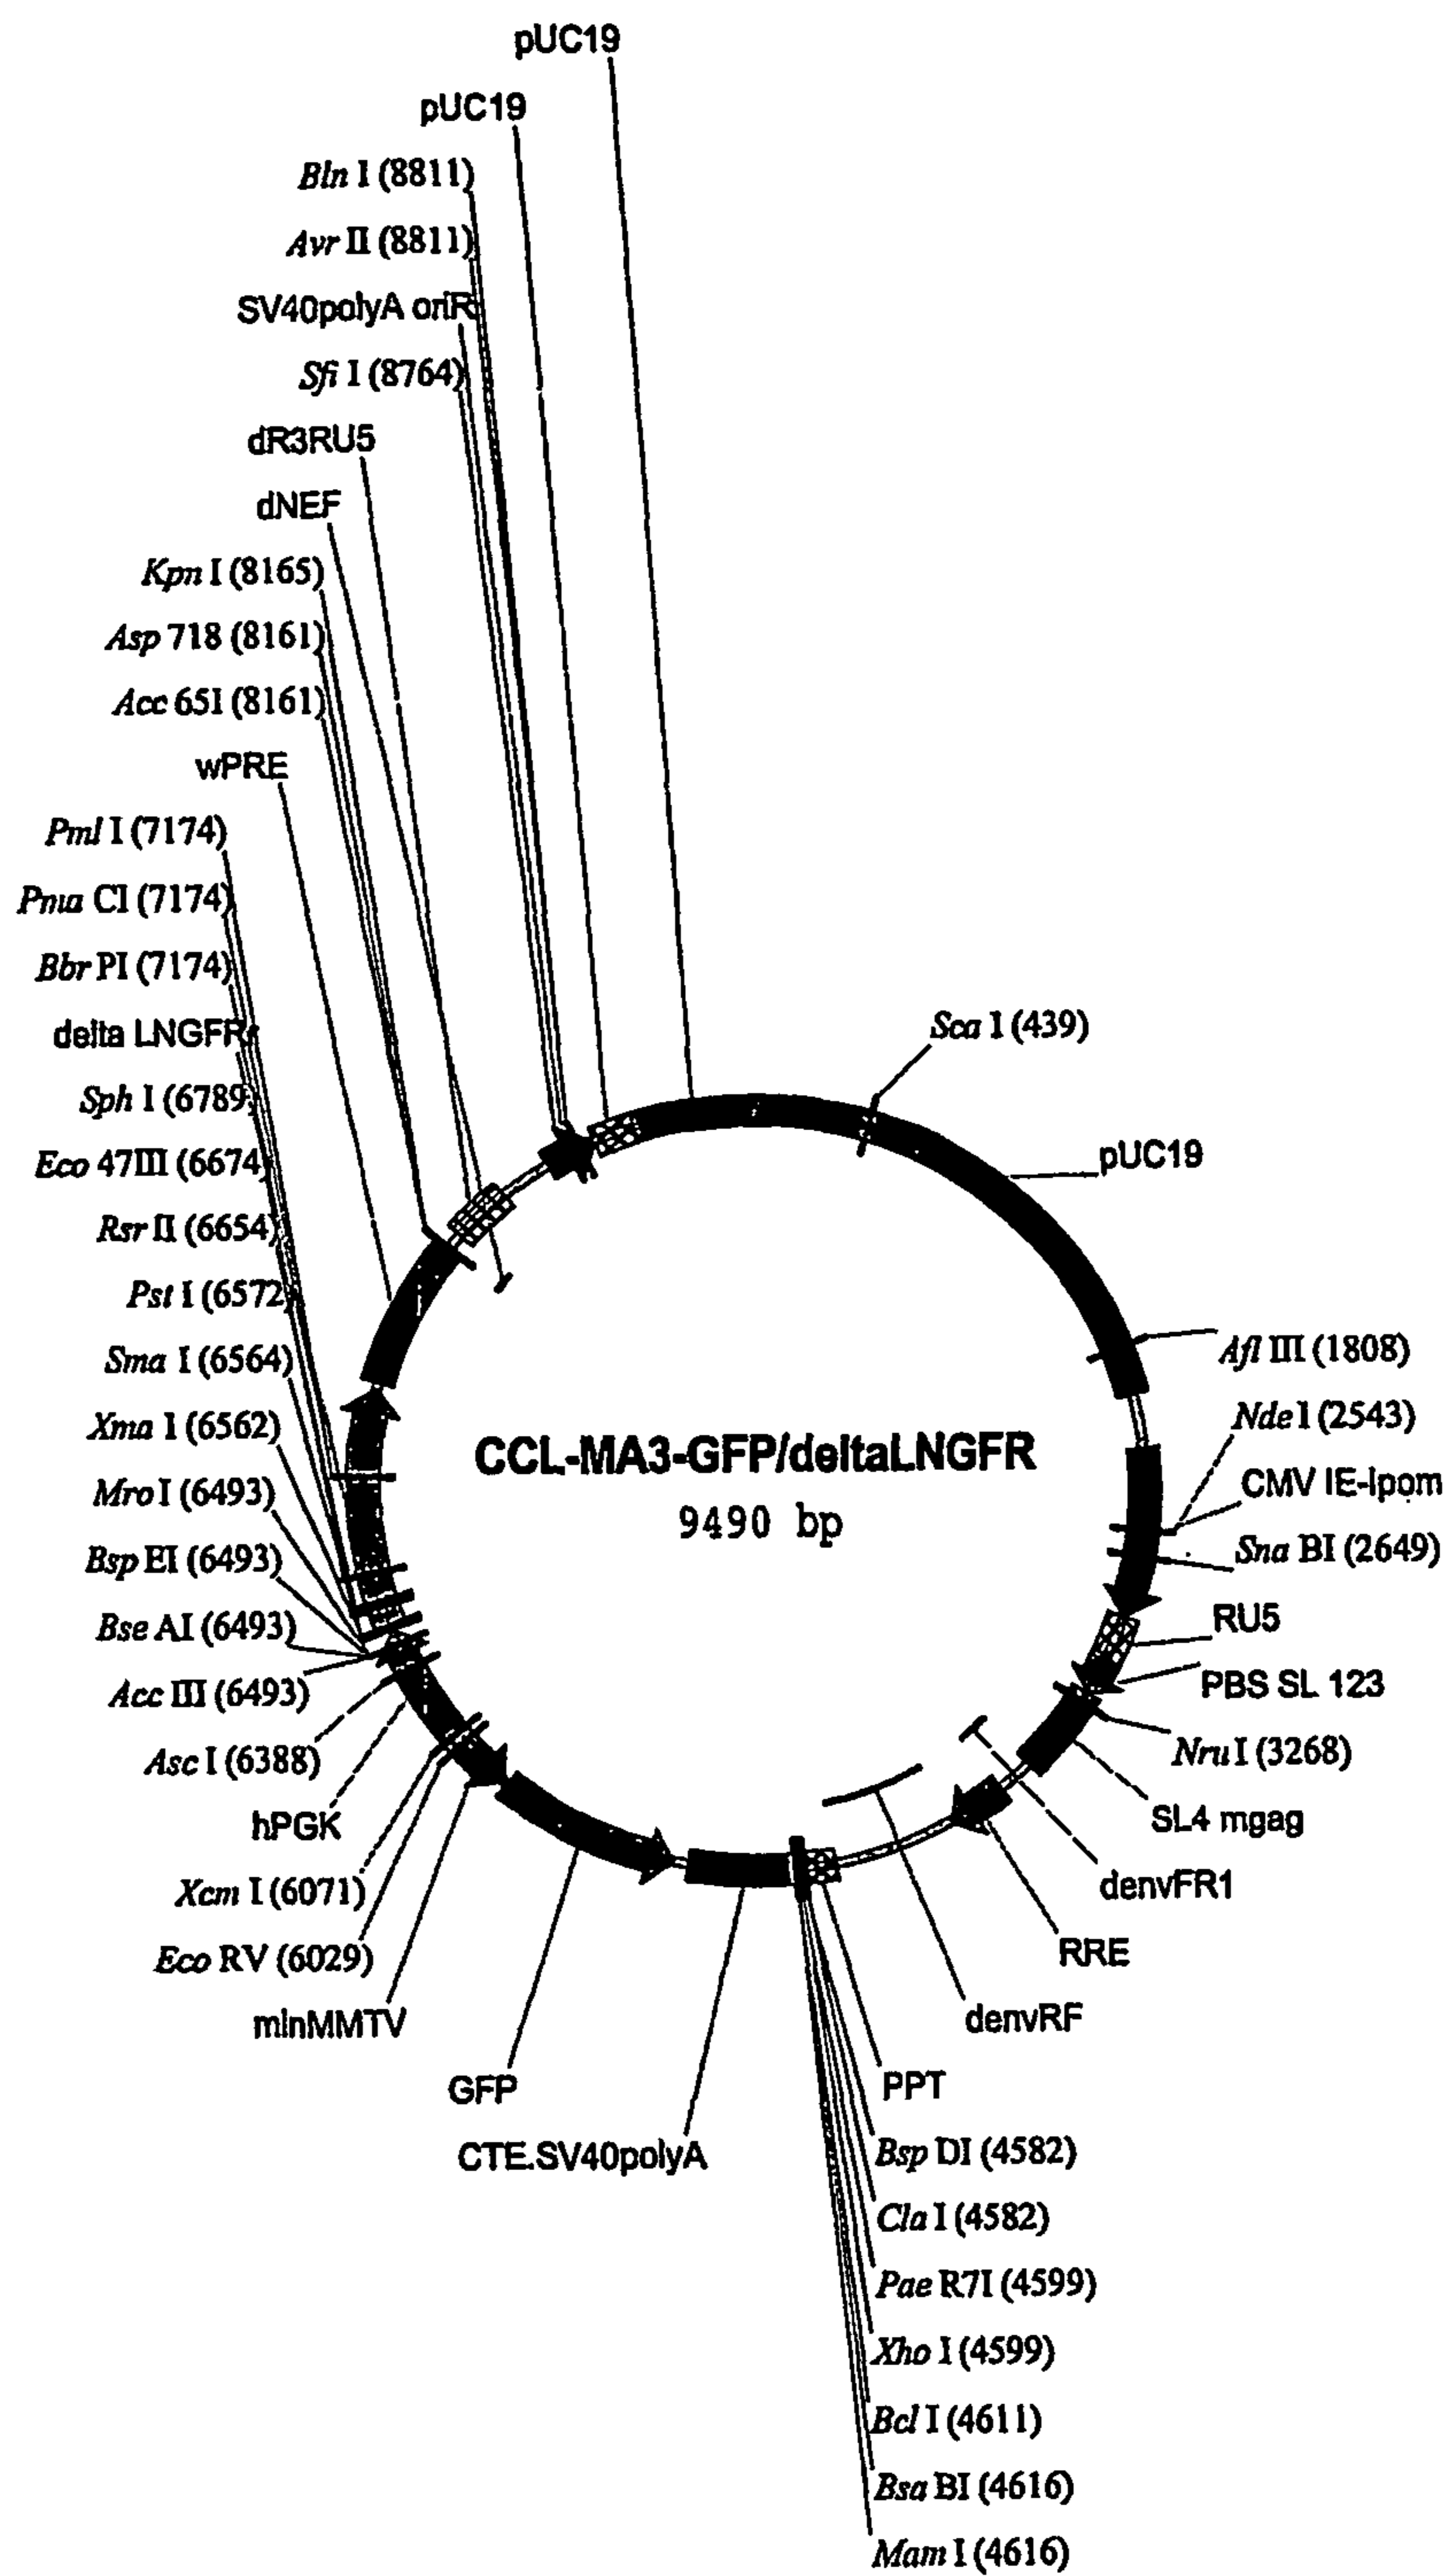 pUC19
pUC19
Bln I (8811)
Avr II (8811)
SV40polyA oriR
Sfi I (8764)
dR3RU5
dNEF
Kpn I (8165)
Asp 718 (8161)
Acc 65I (8161)
wPRE
Pml I (7174)
Pma CI (7174)
Bbr PI (7174)
delta LNGFR
Sph I (6789)
Eco 47III (6674)
Rsr II (6654)
Pst I (6572)
Sma I (6564)
Xma I (6562)
Mro I (6493)
Bsp EI (6493)
Bse AI (6493)
Acc III (6493)
Asc I (6388)
hPGK
Xcm I (6071)
Eco RV (6029)
minMMTV
GFP
CTE.SV40polyA
Sca I (439)
pUC19
Afl III (1808)
Nde I (2543)
CMV IE-Ipom
Sna BI (2649)
RU5
PBS SL 123
Nru I (3268)
SL4 mgag
denvFR1
RRE
denvRF
PPT
Bsp DI (4582)
Cla I (4582)
Pae R7I (4599)
Xho I (4599)
Bcl I (4611)
Bsa BI (4616)
Mam I (4616)
CCL-MA3-GFP/deltaLNGFR
9490 bp